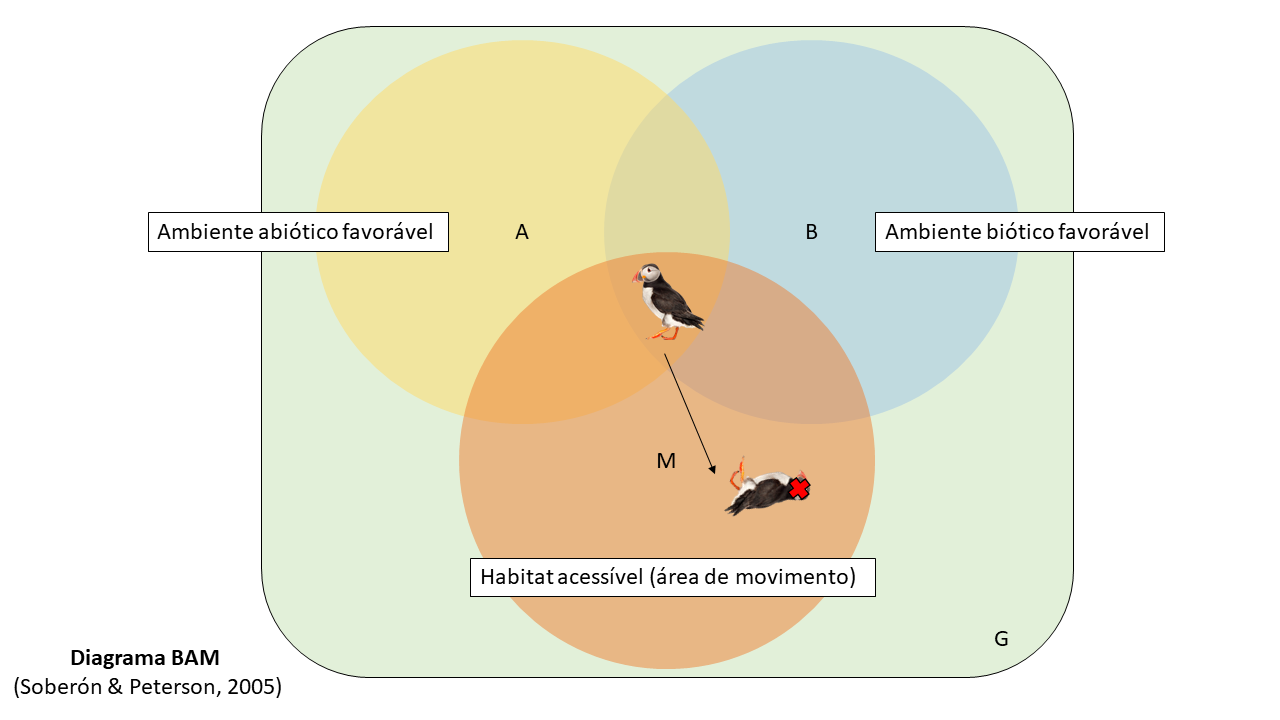 Ambiente abiótico favorável
A
B
Ambiente biótico favorável
M
Habitat acessível (área de movimento)
G
Diagrama BAM
(Soberón & Peterson, 2005)